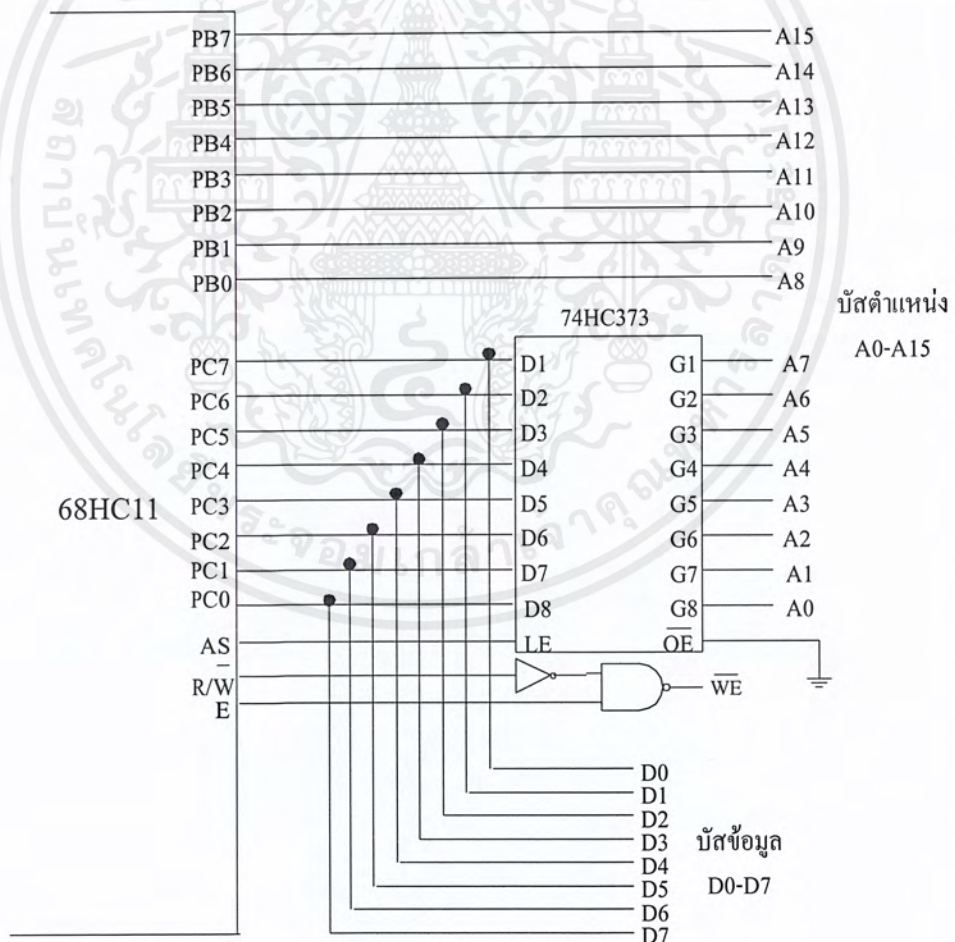 PB7 A15
PB6 A14
PB5 A13
PB4 A12
PB3 A11
PB2 A10
PB1 A9
PB0 A8
บัสตำแหน่ง
74HC373
A0-A15
PC7 D1 G1 A7
PC6 D2 G2 A6
PC5 D3 G3 A5
PC4 D4 G4 A4
68HC11
PC3 D5 G5 A3
PC2 D6 G6 A2
PC1 D7 G7 A1
PC0 D8 G8 A0
AS LE O̅E̅
R/W̅ W̅E̅
E
D0
D1
D2
D3 บัสข้อมูล
D4
D5 D0-D7
D6
D7